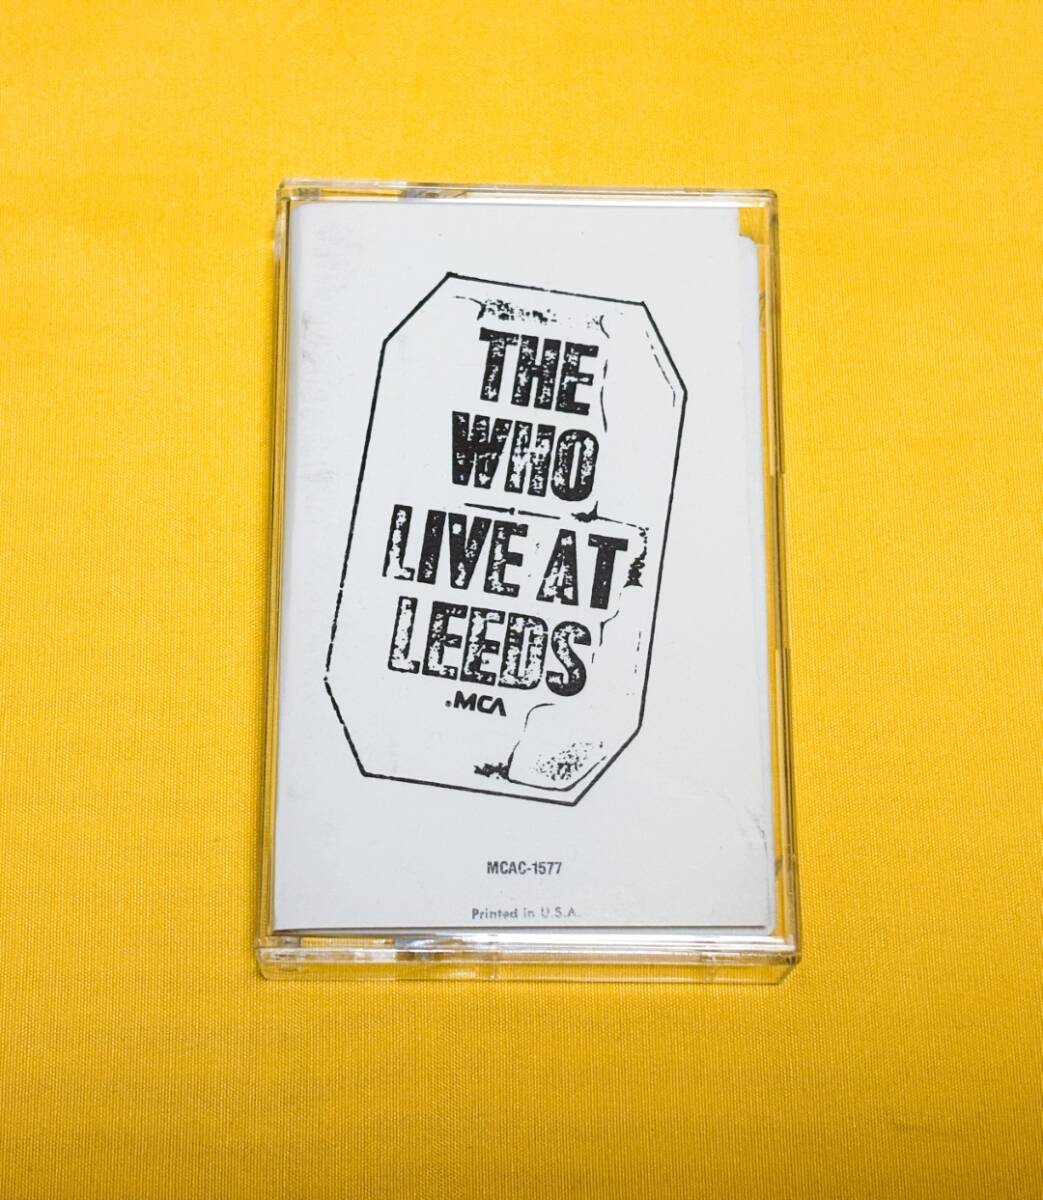 THE
WHO
LIVE AT
LEEDS
.MCA
MCAC-1577
Printed in U.S.A.